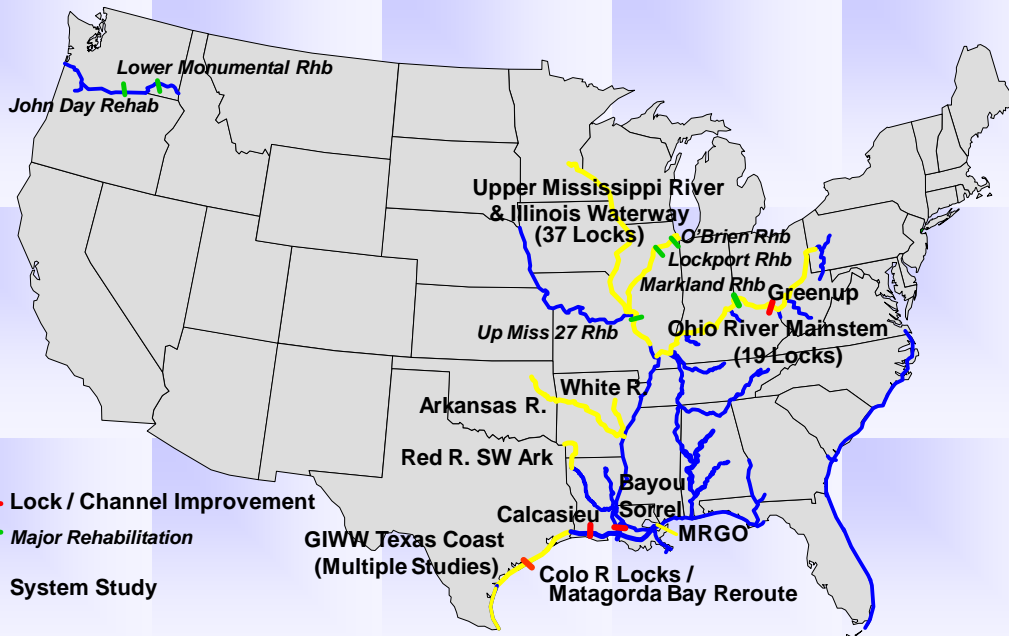 Lower Monumental Rhb
John Day Rehab
Upper Mississippi River
& Illinois Waterway
(37 Locks)
O'Brien Rhb
Lockport Rhb
Markland Rhb
Greenup
Up Miss 27 Rhb
Ohio River Mainstem
(19 Locks)
White R.
Arkansas R.
Red R. SW Ark
Bayou
Sorrel
Lock / Channel Improvement
Calcasieu
MRGO
Major Rehabilitation
GIWW Texas Coast
(Multiple Studies)
System Study
Colo R Locks /
Matagorda Bay Reroute